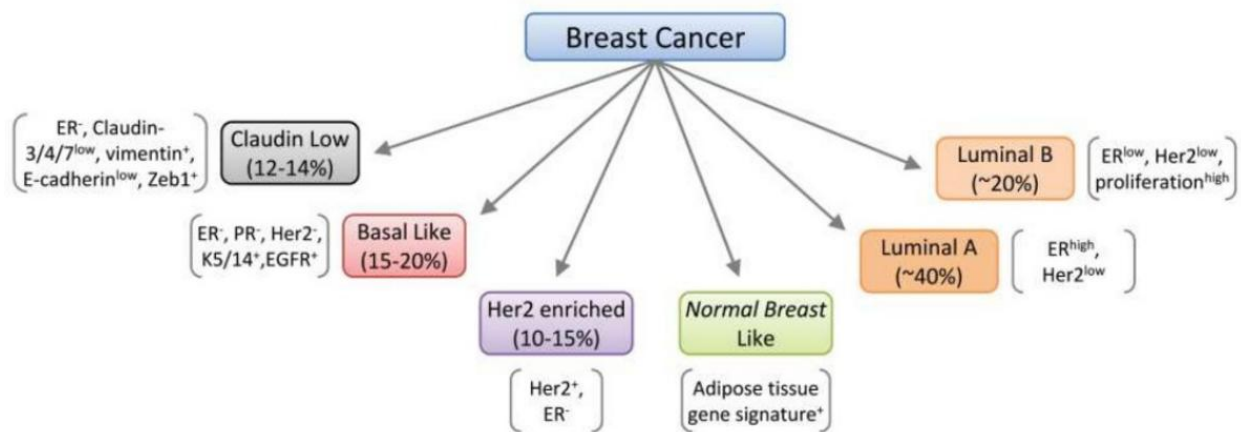 Breast Cancer
ER⁻, Claudin-
3/4/7ˡᵒʷ, vimentin⁺,
E-cadherinˡᵒʷ, Zeb1⁺
Claudin Low
(12-14%)
Luminal B
(~20%)
ERˡᵒʷ, Her2ˡᵒʷ,
proliferationʰⁱᵍʰ
ER⁻, PR⁻, Her2⁻,
K5/14⁺,EGFR⁺
Basal Like
(15-20%)
Luminal A
(~40%)
ERʰⁱᵍʰ,
Her2ˡᵒʷ
Her2 enriched
(10-15%)
Normal Breast
Like
Her2⁺,
ER⁻
Adipose tissue
gene signature⁺